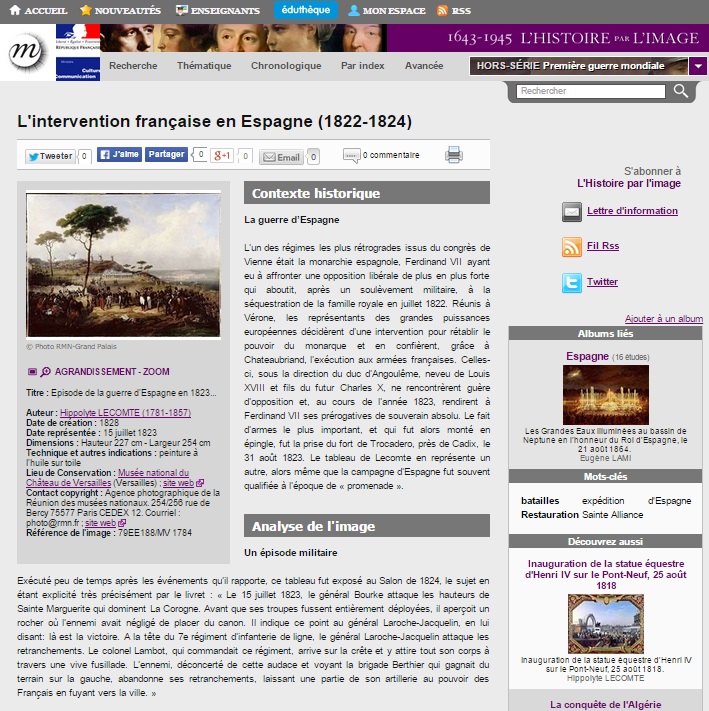 ACCUEIL NOUVEAUTÉS ENSEIGNANTS éduthèque MON ESPACE RSS
RÉPUBLIQUE FRANÇAISE
1643-1945 L'HISTOIRE PAR L'IMAGE
m
Culture
Communication
Recherche Thématique Chronologique Par index Avancée
HORS-SÉRIE Première guerre mondiale
Rechercher
L'intervention française en Espagne (1822-1824)
Tweeter 0 J'aime Partager 0 g+1 0 Email 0 0 commentaire
© Photo RMN-Grand Palais
AGRANDISSEMENT - ZOOM
Titre : Episode de la guerre d'Espagne en 1823...
Auteur : Hippolyte LECOMTE (1781-1857)
Date de création : 1828
Date représentée : 15 juillet 1823
Dimensions : Hauteur 227 cm - Largeur 254 cm
Technique et autres indications : peinture à
l'huile sur toile
Lieu de Conservation : Musée national du
Château de Versailles (Versailles) ; site web
Contact copyright : Agence photographique de la
Réunion des musées nationaux. 254/256 rue de
Bercy 75577 Paris CEDEX 12. Courriel :
photo@rmn.fr ; site web
Référence de l'image : 79EE188/MV 1784
Contexte historique
La guerre d'Espagne
L'un des régimes les plus rétrogrades issus du congrès de
Vienne était la monarchie espagnole, Ferdinand VII ayant
eu à affronter une opposition libérale de plus en plus forte
qui aboutit, après un soulèvement militaire, à la
séquestration de la famille royale en juillet 1822. Réunis à
Vérone, les représentants des grandes puissances
européennes décidèrent d'une intervention pour rétablir le
pouvoir du monarque et en confièrent, grâce à
Chateaubriand, l'exécution aux armées françaises. Celles-
ci, sous la direction du duc d'Angoulême, neveu de Louis
XVIII et fils du futur Charles X, ne rencontrèrent guère
d'opposition et, au cours de l'année 1823, rendirent à
Ferdinand VII ses prérogatives de souverain absolu. Le fait
d'armes le plus important, et qui fut alors monté en
épingle, fut la prise du fort de Trocadero, près de Cadix, le
31 août 1823. Le tableau de Lecomte en représente un
autre, alors même que la campagne d'Espagne fut souvent
qualifiée à l'époque de « promenade ».
Analyse de l'image
Un épisode militaire
Exécuté peu de temps après les événements qu'il rapporte, ce tableau fut exposé au Salon de 1824, le sujet en
étant explicité très précisément par le livret : « Le 15 juillet 1823, le général Bourke attaque les hauteurs de
Sainte Marguerite qui dominent La Corogne. Avant que ses troupes fussent entièrement déployées, il aperçoit un
rocher où l'ennemi avait négligé de placer du canon. Il indique ce point au général Laroche-Jacquelin, en lui
disant: là est la victoire. A la tête du 7e régiment d'infanterie de ligne, le général Laroche-Jacquelin attaque les
retranchements. Le colonel Lambot, qui commandait ce régiment, arrive sur la crête et y attire tout son corps à
travers une vive fusillade. L'ennemi, déconcerté de cette audace et voyant la brigade Berthier qui gagnait du
terrain sur la gauche, abandonne ses retranchements, laissant une partie de son artillerie au pouvoir des
Français en fuyant vers la ville. »
S'abonner à
L'Histoire par l'image
Lettre d'information
Fil Rss
Twitter
Ajouter à un album
Albums liés
Espagne (16 études)
Les Grandes Eaux illuminées au bassin de
Neptune en l'honneur du Roi d'Espagne, le
21 août 1864.
Eugène LAMI
Mots-clés
batailles expédition d'Espagne
Restauration Sainte Alliance
Découvrez aussi
Inauguration de la statue équestre
d'Henri IV sur le Pont-Neuf, 25 août
1818
Inauguration de la statue équestre d'Henri IV
sur le Pont-Neuf, 25 août 1818.
Hippolyte LECOMTE
La conquête de l'Algérie